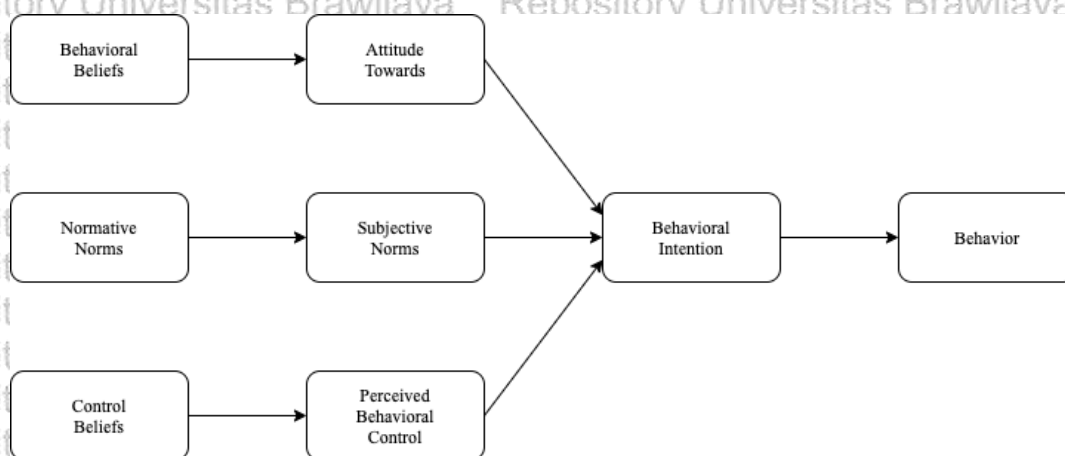 tory Universitas Brawijaya Repository Universitas Brawijaya
Behavioral
Beliefs
Attitude
Towards
Normative
Norms
Subjective
Norms
Behavioral
Intention
Behavior
Control
Beliefs
Perceived
Behavioral
Control